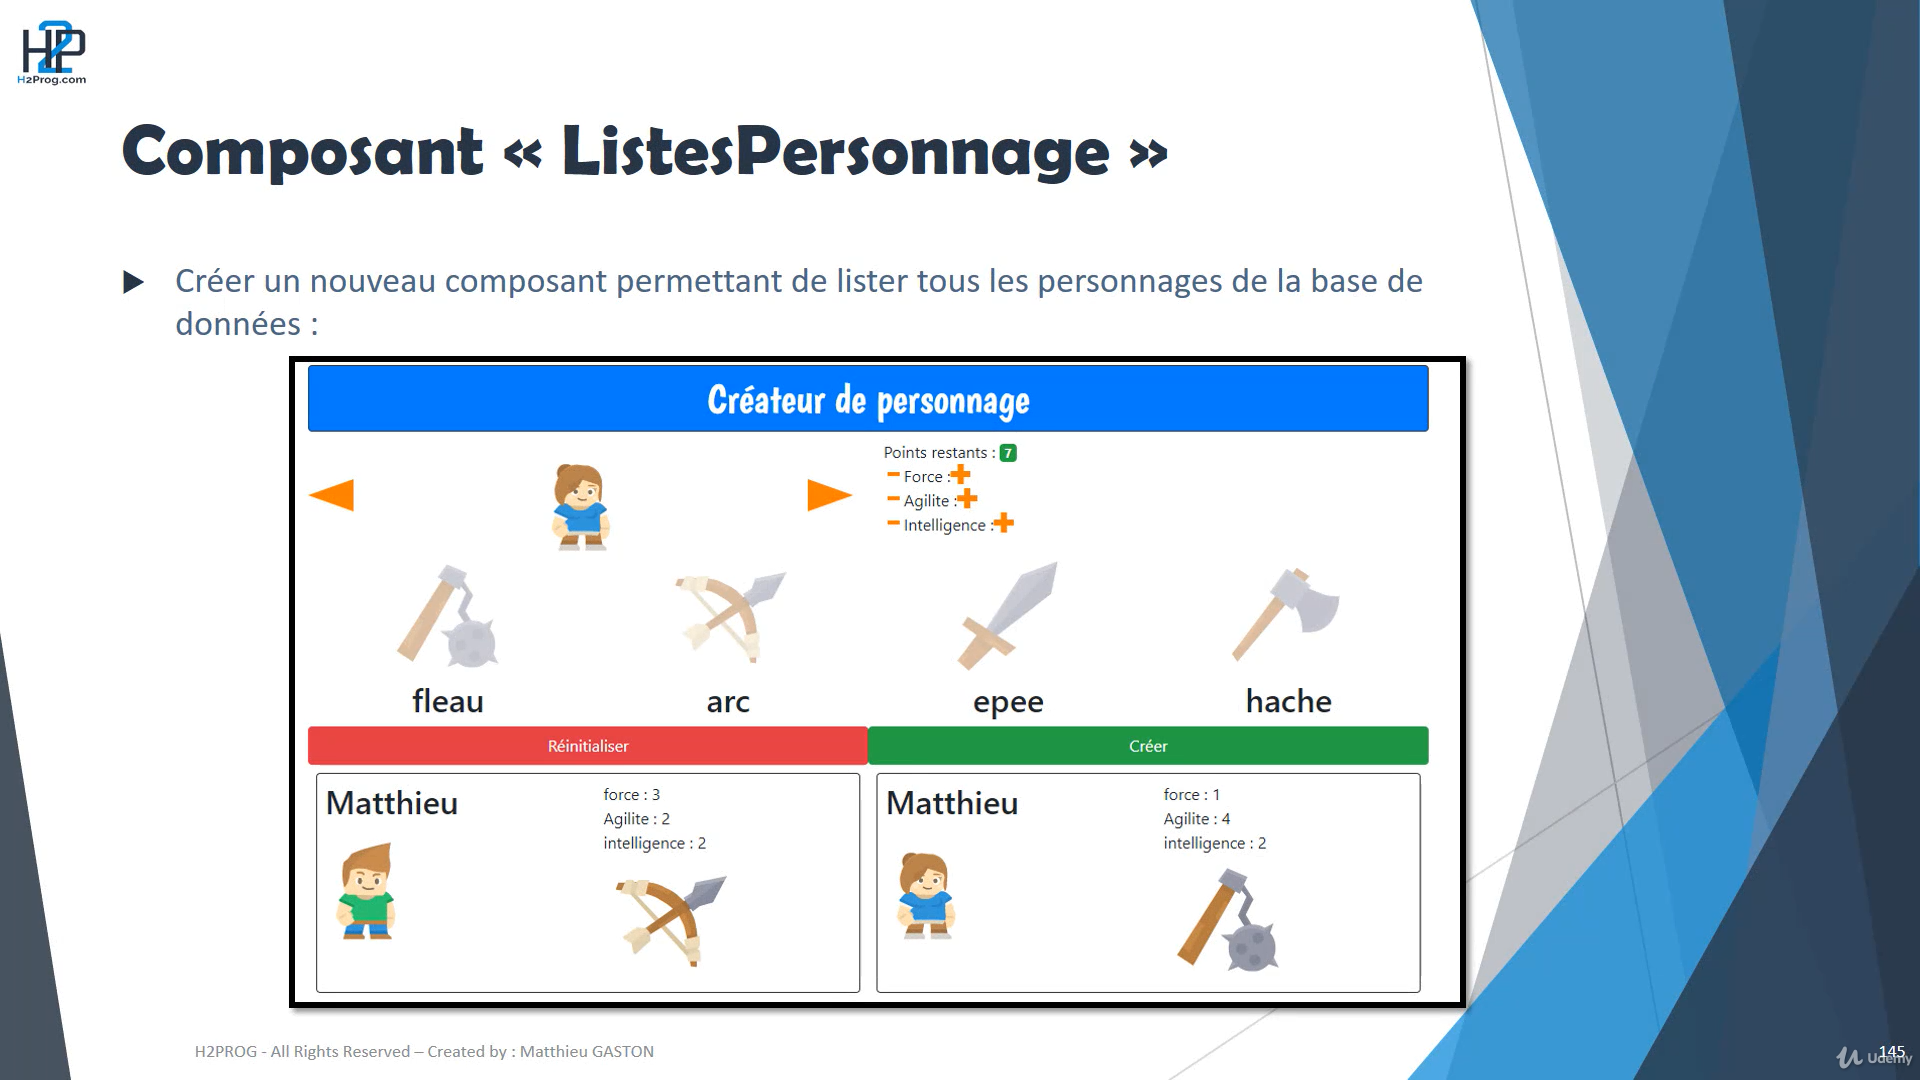 H2P
H2Prog.com
Composant « ListesPersonnage »
Créer un nouveau composant permettant de lister tous les personnages de la base de
données :
Créateur de personnage
Points restants : 7
Force :
Agilite :
Intelligence :
fleau
arc
epee
hache
Réinitialiser
Créer
Matthieu
force : 3
Agilite : 2
intelligence : 2
Matthieu
force : 1
Agilite : 4
intelligence : 2
H2PROG - All Rights Reserved – Created by : Matthieu GASTON
145
Udemy